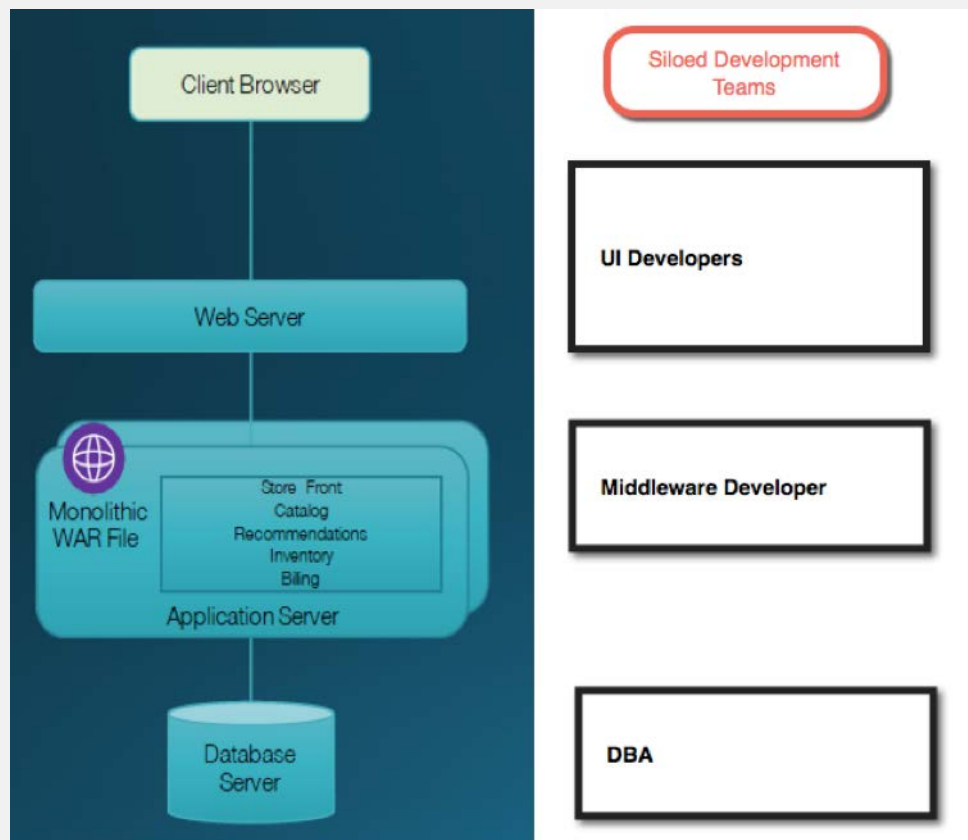 Client Browser
Siloed Development
Teams
UI Developers
Web Server
Monolithic
WAR File
Store Front
Catalog
Recommendations
Inventory
Billing
Application Server
Middleware Developer
Database
Server
DBA